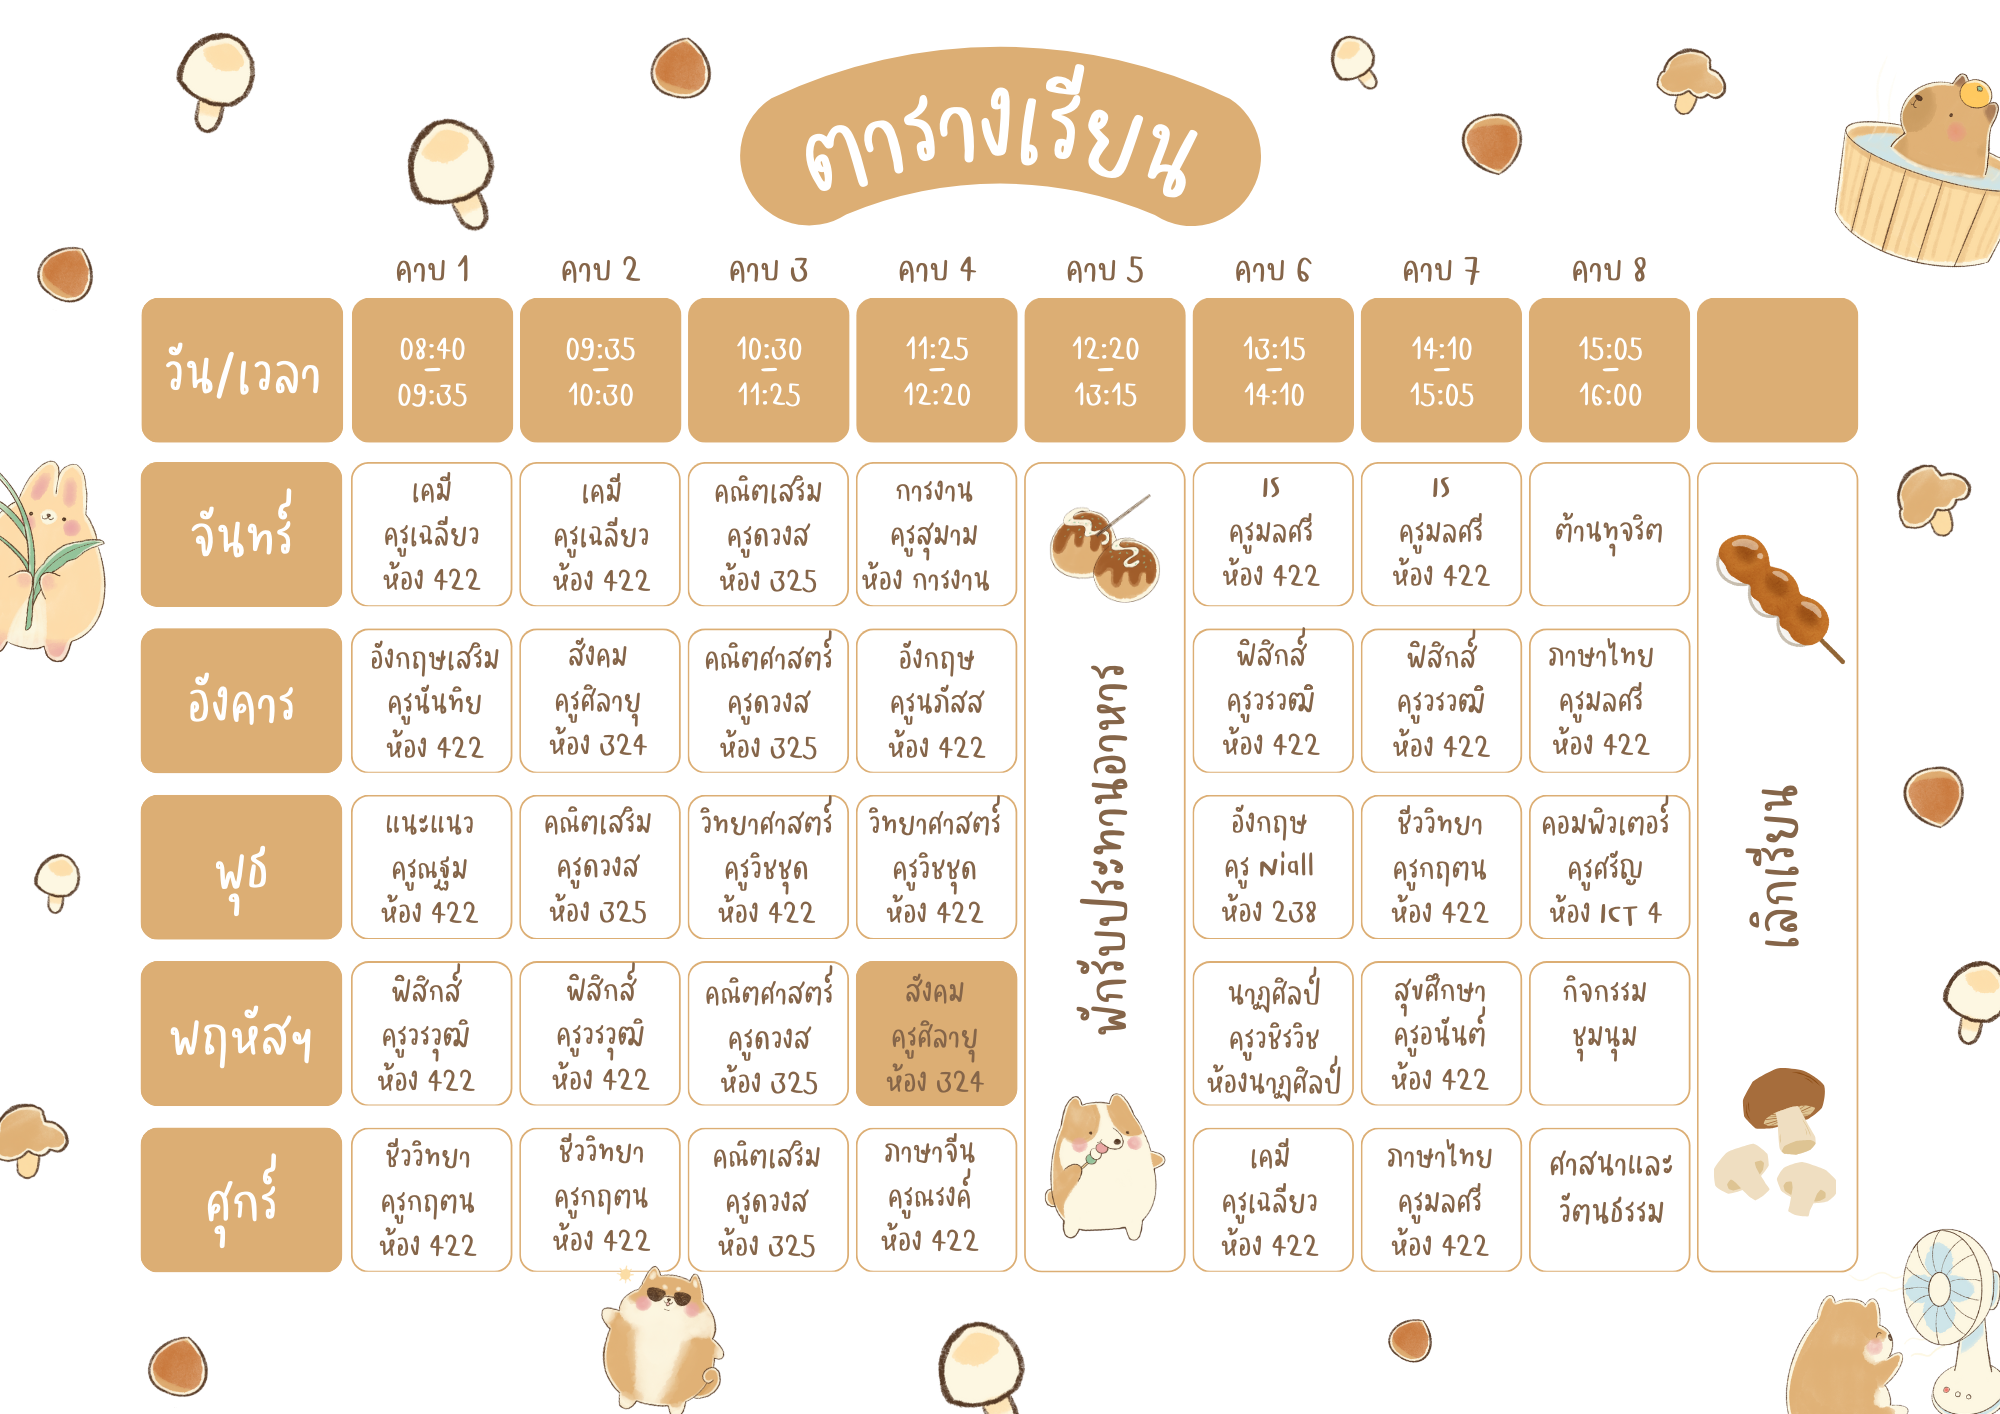 ตารางเรียน
คาบ 1 คาบ 2 คาบ 3 คาบ 4 คาบ 5 คาบ 6 คาบ 7 คาบ 8
วัน/เวลา
08:40 – 09:35
09:35 – 10:30
10:30 – 11:25
11:25 – 12:20
12:20 – 13:15
13:15 – 14:10
14:10 – 15:05
15:05 – 16:00
จันทร์
เคมี
ครูเฉลียว
ห้อง 422
เคมี
ครูเฉลียว
ห้อง 422
คณิตเสริม
ครูดวงส
ห้อง 325
การงาน
ครูสุมาม
ห้อง การงาน
พักรับประทานอาหาร
IS
ครูมลศรี
ห้อง 422
IS
ครูมลศรี
ห้อง 422
ต้านทุจริต
เลิกเรียน
อังคาร
อังกฤษเสริม
ครูนันทิย
ห้อง 422
สังคม
ครูศิลายุ
ห้อง 324
คณิตศาสตร์
ครูดวงส
ห้อง 325
อังกฤษ
ครูนภัสส
ห้อง 422
ฟิสิกส์
ครูวรวุฒิ
ห้อง 422
ฟิสิกส์
ครูวรวุฒิ
ห้อง 422
ภาษาไทย
ครูมลศรี
ห้อง 422
พุธ
แนะแนว
ครูณฐม
ห้อง 422
คณิตเสริม
ครูดวงส
ห้อง 325
วิทยาศาสตร์
ครูวิชชุด
ห้อง 422
วิทยาศาสตร์
ครูวิชชุด
ห้อง 422
อังกฤษ
ครู Niall
ห้อง 238
ชีววิทยา
ครูกฤตน
ห้อง 422
คอมพิวเตอร์
ครูศรัญ
ห้อง ICT 4
พฤหัสฯ
ฟิสิกส์
ครูวรวุฒิ
ห้อง 422
ฟิสิกส์
ครูวรวุฒิ
ห้อง 422
คณิตศาสตร์
ครูดวงส
ห้อง 325
สังคม
ครูศิลายุ
ห้อง 324
นาฏศิลป์
ครูวชิรวิช
ห้องนาฏศิลป์
สุขศึกษา
ครูอนันต์
ห้อง 422
กิจกรรม
ชุมนุม
ศุกร์
ชีววิทยา
ครูกฤตน
ห้อง 422
ชีววิทยา
ครูกฤตน
ห้อง 422
คณิตเสริม
ครูดวงส
ห้อง 325
ภาษาจีน
ครูณรงค์
ห้อง 422
เคมี
ครูเฉลียว
ห้อง 422
ภาษาไทย
ครูมลศรี
ห้อง 422
ศาสนาและ
วัฒนธรรม